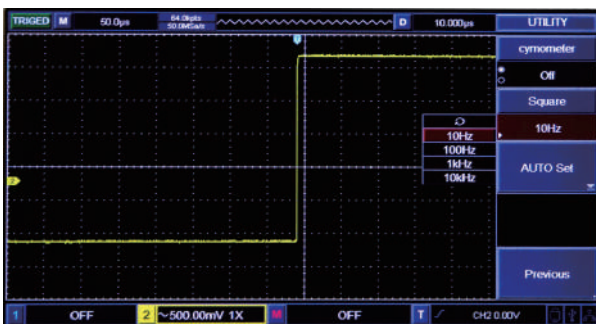 TRIGED M 50.0µs 64.0kpts D 10.000µs UTILITY
50.0MSa/s
cymometer
Off
Square
10Hz
10Hz
100Hz
1kHz
10kHz
AUTO Set
2
Previous
1 OFF 2 ~500.00mV 1X M OFF T CH2 0.00V